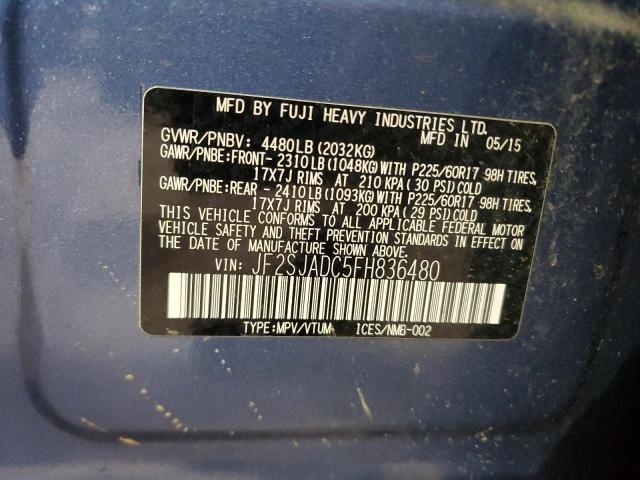 MFD BY FUJI HEAVY INDUSTRIES LTD.
MFD IN 05/15
GVWR/PNBV: 4480LB(2032KG)
GAWR/PNBE:FRONT- 2310LB(1048KG)WITH P225/60R17 98H TIRES,
17X7J RIMS AT 210 KPA(30 PSI)COLD
GAWR/PNBE:REAR - 2410LB(1093KG)WITH P225/60R17 98H TIRES,
17X7J RIMS AT 200 KPA(29 PSI)COLD
THIS VEHICLE CONFORMS TO ALL APPLICABLE FEDERAL MOTOR
VEHICLE SAFETY AND THEFT PREVENTION STANDARDS IN EFFECT ON
THE DATE OF MANUFACTURE SHOWN ABOVE.
VIN: JF2SJADC5FH836480
TYPE:MPV/VTUM ICES/NMB-002